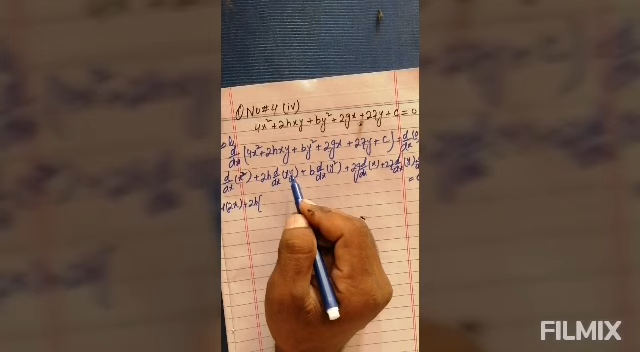 Q No#4 (iv)
4x²+2hxy+by²+2gx+2fy+c=0
d/dx (4x²+2hxy+by²+2gx+2fy+c)
d/dx (x²)+2h d/dx (xy)+b d/dx (y²)+2g d/dx (x)+2f d/dx (y)
(2x)+2h[
FILMIX